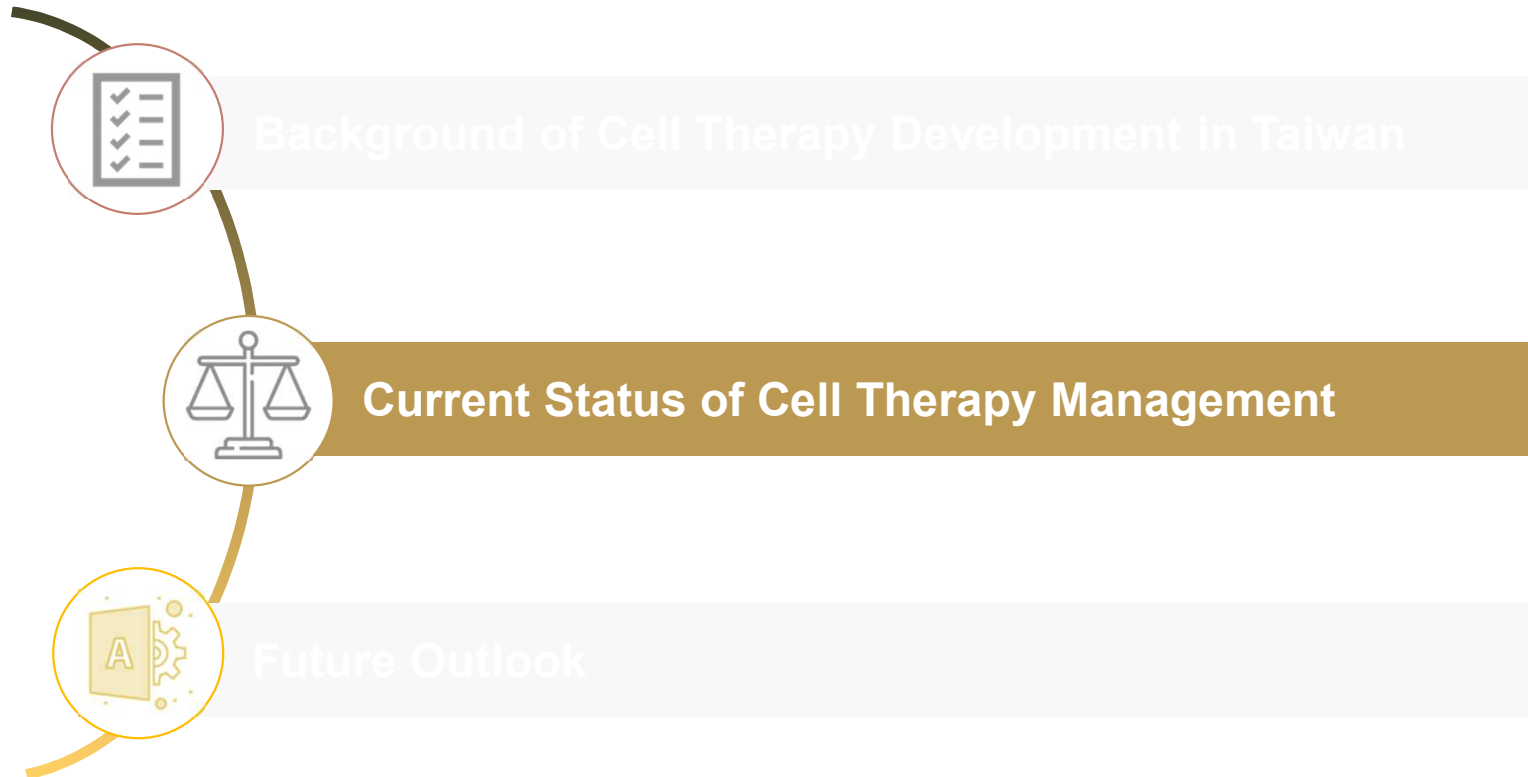 Background of Cell Therapy Development in Taiwan
Current Status of Cell Therapy Management
A
Future Outlook